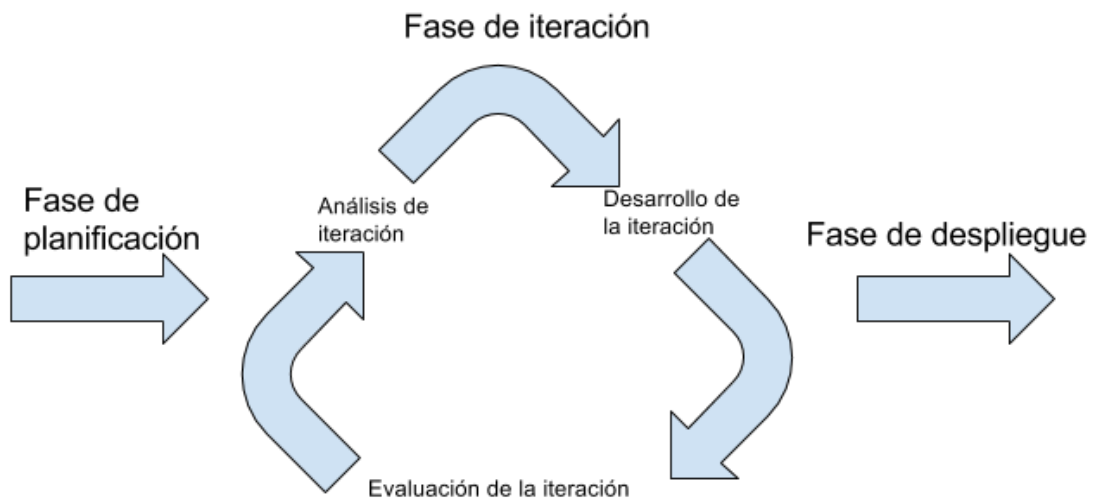 Fase de iteración
Fase de
planificación
Análisis de
iteración
Desarrollo de
la iteración
Fase de despliegue
Evaluación de la iteración